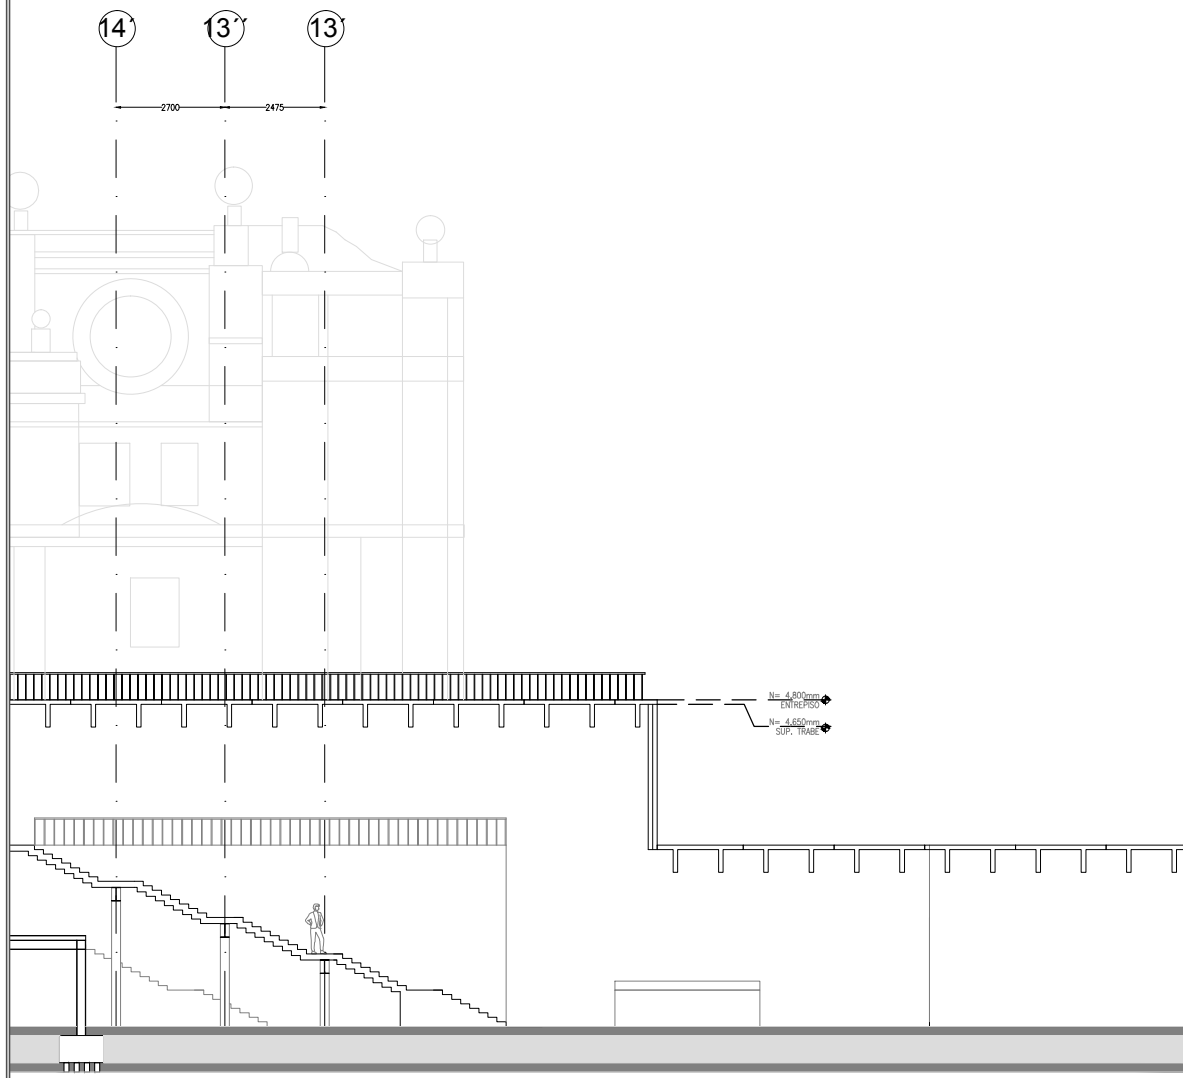 14´ 13´´ 13´
2700 2475
N= 4.800mm
ENTREPISO
N= 4.650mm
SUP. TRABE